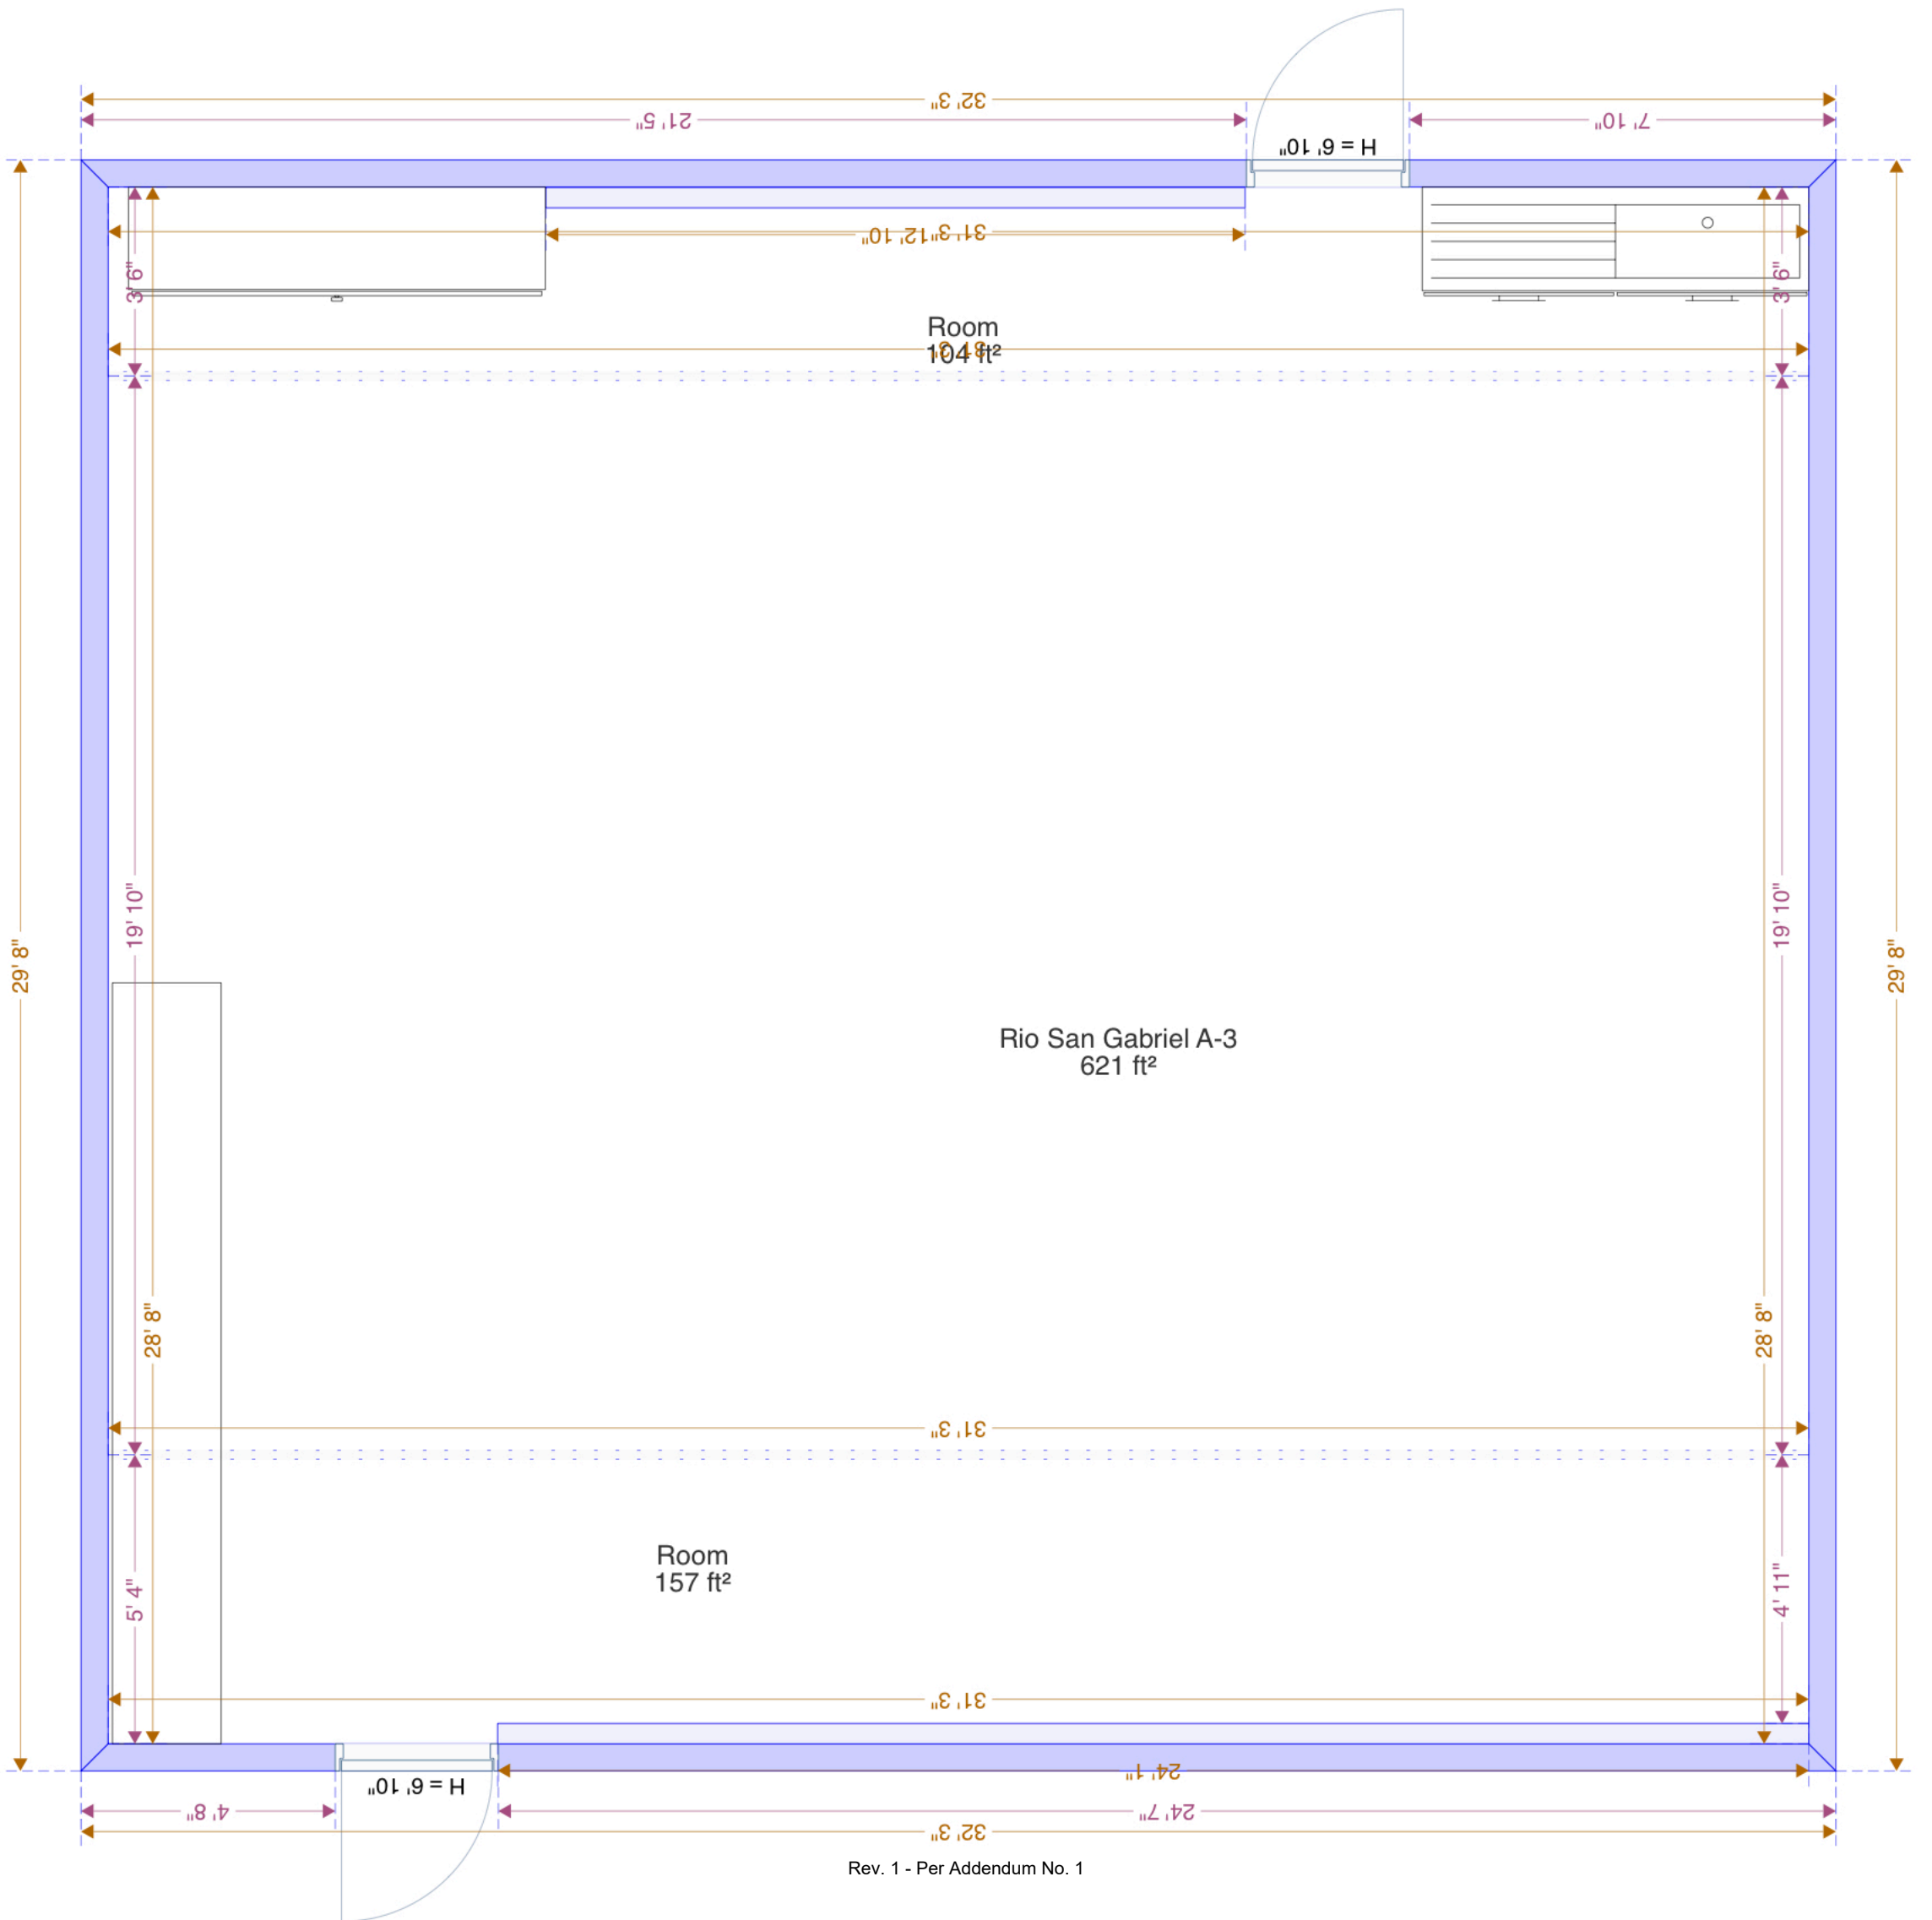 32' 3"
21' 5"
7' 10"
H = 6' 10"
31' 3"
12' 10"
3' 6"
3' 6"
Room
31' 3"
104 ft²
19' 10"
19' 10"
29' 8"
29' 8"
Rio San Gabriel A-3
621 ft²
28' 8"
28' 8"
31' 3"
Room
157 ft²
5' 4"
4' 11"
31' 3"
24' 1"
H = 6' 10"
4' 8"
24' 7"
32' 3"
Rev. 1 - Per Addendum No. 1